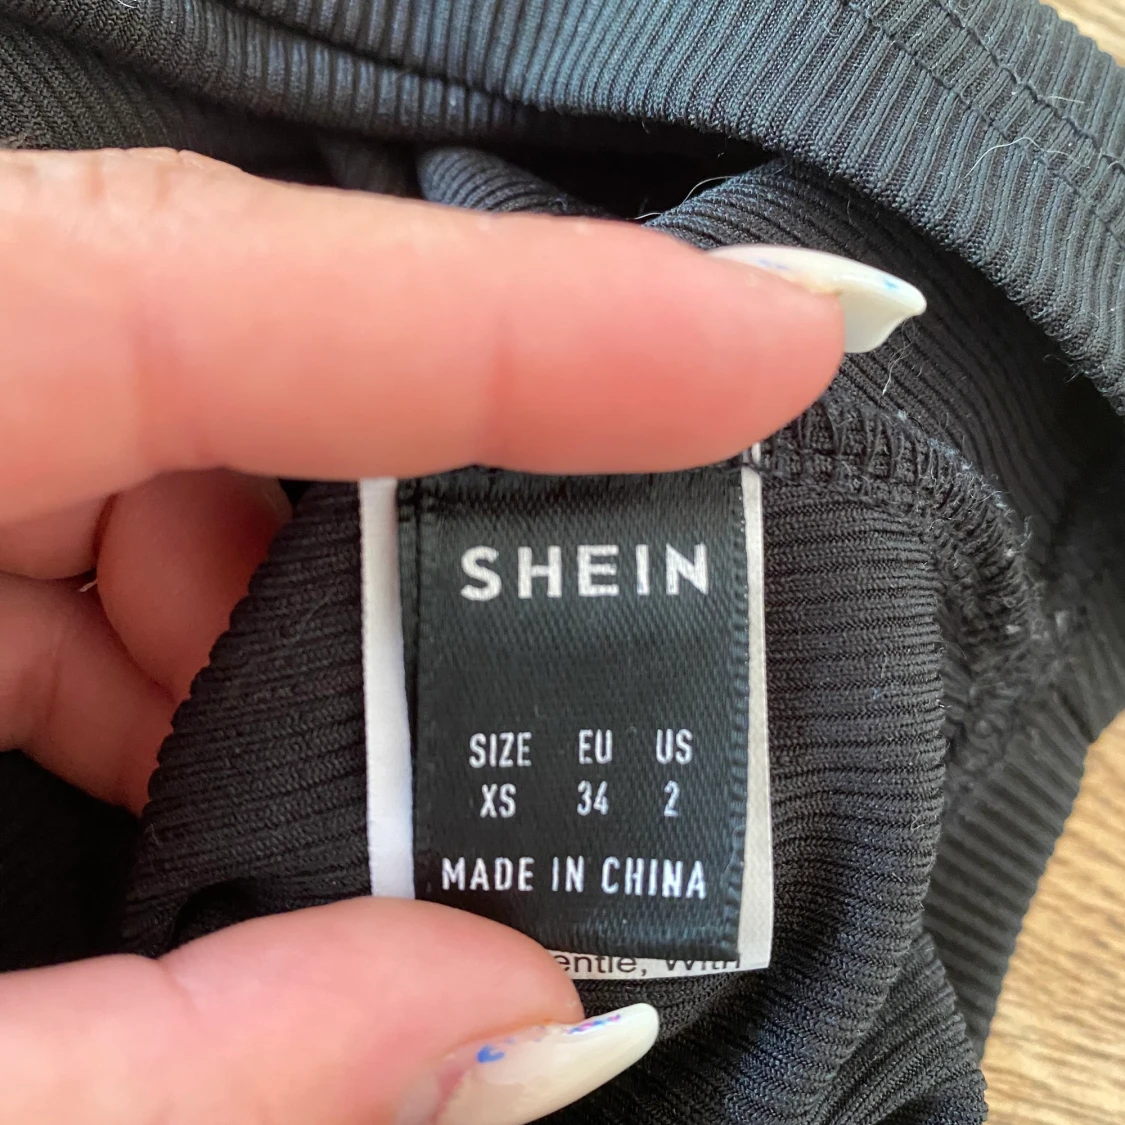 SHEIN
SIZE EU US
XS 34 2
MADE IN CHINA